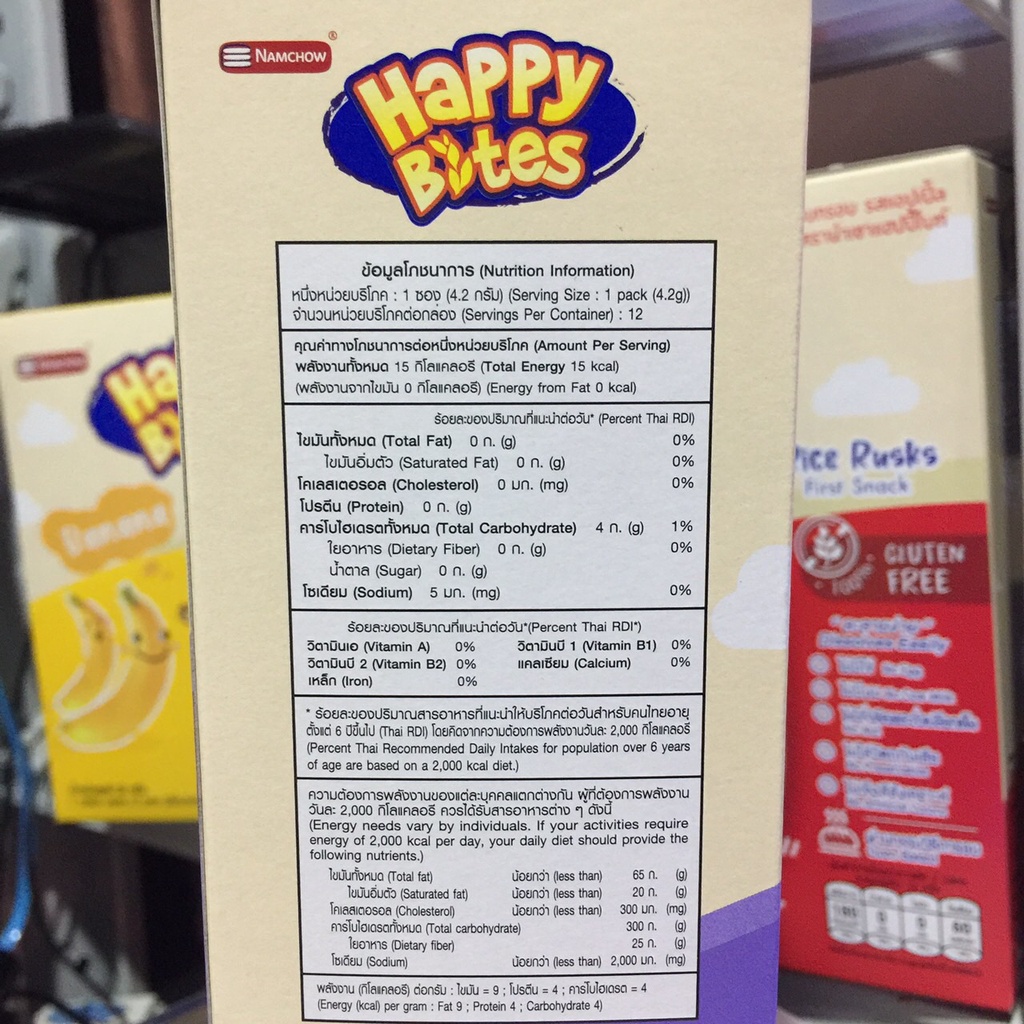 NAMCHOW ®
Happy
Bites
ข้อมูลโภชนาการ (Nutrition Information)
หนึ่งหน่วยบริโภค : 1 ซอง (4.2 กรัม) (Serving Size : 1 pack (4.2g))
จำนวนหน่วยบริโภคต่อกล่อง (Servings Per Container) : 12
คุณค่าทางโภชนาการต่อหนึ่งหน่วยบริโภค (Amount Per Serving)
พลังงานทั้งหมด 15 กิโลแคลอรี (Total Energy 15 kcal)
(พลังงานจากไขมัน 0 กิโลแคลอรี) (Energy from Fat 0 kcal)
ร้อยละของปริมาณที่แนะนำต่อวัน* (Percent Thai RDI)
ไขมันทั้งหมด (Total Fat) 0 ก. (g) 0%
ไขมันอิ่มตัว (Saturated Fat) 0 ก. (g) 0%
โคเลสเตอรอล (Cholesterol) 0 มก. (mg) 0%
โปรตีน (Protein) 0 ก. (g)
คาร์โบไฮเดรตทั้งหมด (Total Carbohydrate) 4 ก. (g) 1%
ใยอาหาร (Dietary Fiber) 0 ก. (g) 0%
น้ำตาล (Sugar) 0 ก. (g)
โซเดียม (Sodium) 5 มก. (mg) 0%
ร้อยละของปริมาณที่แนะนำต่อวัน*(Percent Thai RDI*)
วิตามินเอ (Vitamin A) 0% วิตามินบี 1 (Vitamin B1) 0%
วิตามินบี 2 (Vitamin B2) 0% แคลเซียม (Calcium) 0%
เหล็ก (Iron) 0%
* ร้อยละของปริมาณสารอาหารที่แนะนำให้บริโภคต่อวันสำหรับคนไทยอายุ
ตั้งแต่ 6 ปีขึ้นไป (Thai RDI) โดยคิดจากความต้องการพลังงานวันละ 2,000 กิโลแคลอรี
(Percent Thai Recommended Daily Intakes for population over 6 years
of age are based on a 2,000 kcal diet.)
ความต้องการพลังงานของแต่ละบุคคลแตกต่างกัน ผู้ที่ต้องการพลังงาน
วันละ 2,000 กิโลแคลอรี ควรได้รับสารอาหารต่าง ๆ ดังนี้
(Energy needs vary by individuals. If your activities require
energy of 2,000 kcal per day, your daily diet should provide the
following nutrients.)
ไขมันทั้งหมด (Total fat) น้อยกว่า (less than) 65 ก. (g)
ไขมันอิ่มตัว (Saturated fat) น้อยกว่า (less than) 20 ก. (g)
โคเลสเตอรอล (Cholesterol) น้อยกว่า (less than) 300 มก. (mg)
คาร์โบไฮเดรตทั้งหมด (Total carbohydrate) 300 ก. (g)
ใยอาหาร (Dietary fiber) 25 ก. (g)
โซเดียม (Sodium) น้อยกว่า (less than) 2,000 มก. (mg)
พลังงาน (กิโลแคลอรี) ต่อกรัม : ไขมัน = 9 ; โปรตีน = 4 ; คาร์โบไฮเดรต = 4
(Energy (kcal) per gram : Fat 9 ; Protein 4 ; Carbohydrate 4)
Banana
Rusks
First Snack
GLUTEN
FREE
100%